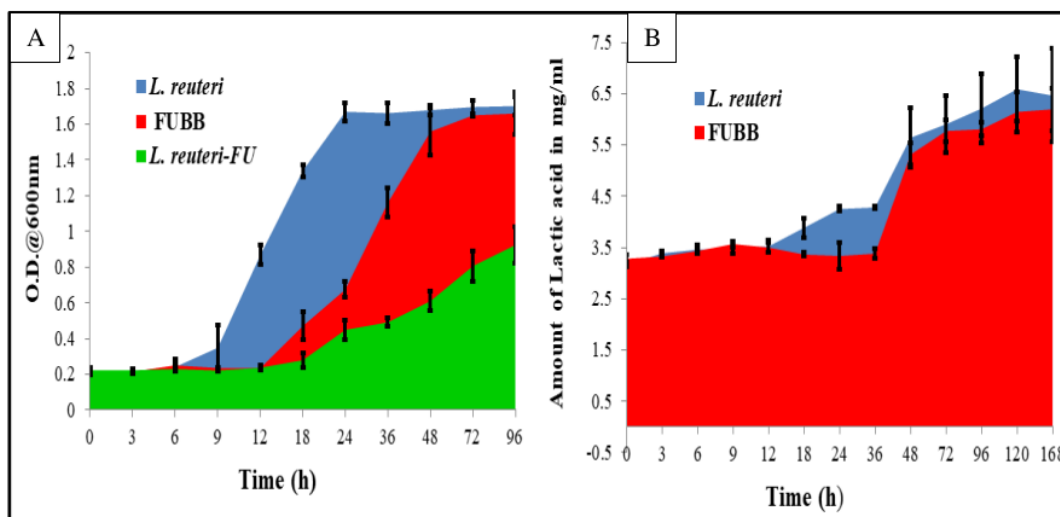 A
2
1.8
1.6
1.4
1.2
1
0.8
0.6
0.4
0.2
0
O.D.@600nm
L. reuteri
FUBB
L. reuteri-FU
0 3 6 9 12 18 24 36 48 72 96
Time (h)
B
7.5
6.5
5.5
4.5
3.5
2.5
1.5
0.5
-0.5
Amount of Lactic acid in mg/ml
L. reuteri
FUBB
0 3 6 9 12 18 24 36 48 72 96 120 168
Time (h)